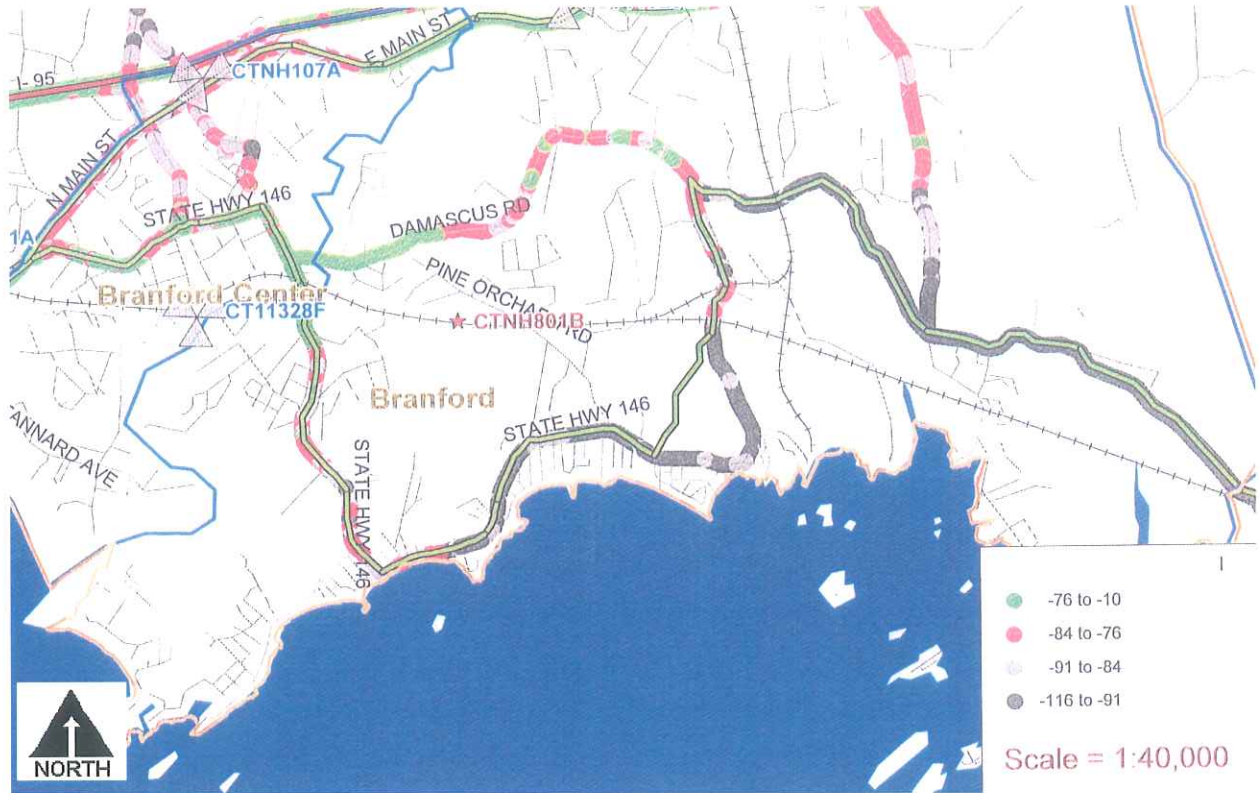 CTNH107A
E MAIN ST
I- 95
N MAIN ST
STATE HWY 146
DAMASCUS RD
1A
PINE ORCHARD RD
Branford Center
CT11328F
CTNH801B
Branford
STATE HWY 146
ANNARD AVE
STATE HWY 146
-76 to -10
-84 to -76
-91 to -84
-116 to -91
Scale = 1:40,000
NORTH